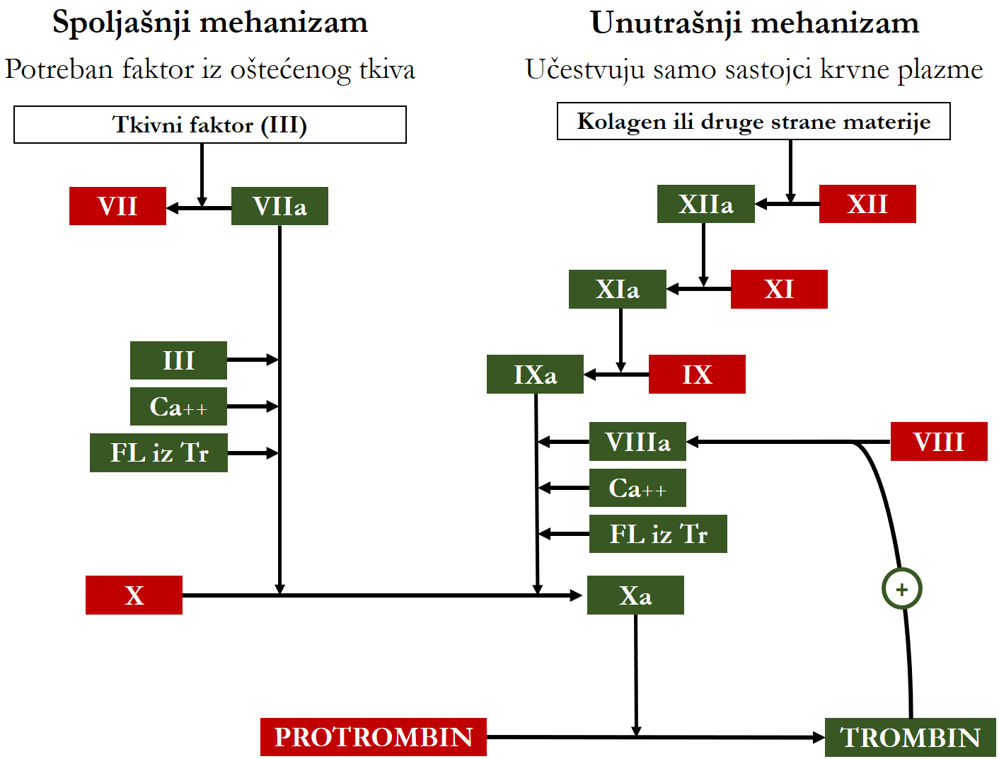 Spoljašnji mehanizam
Potreban faktor iz oštećenog tkiva
Tkivni faktor (III)
VII
VIIa
III
Ca++
FL iz Tr
X
Unutrašnji mehanizam
Učestvuju samo sastojci krvne plazme
Kolagen ili druge strane materije
XIIa
XII
XIa
XI
IXa
IX
VIIIa
VIII
Ca++
FL iz Tr
Xa
+
PROTROMBIN
TROMBIN